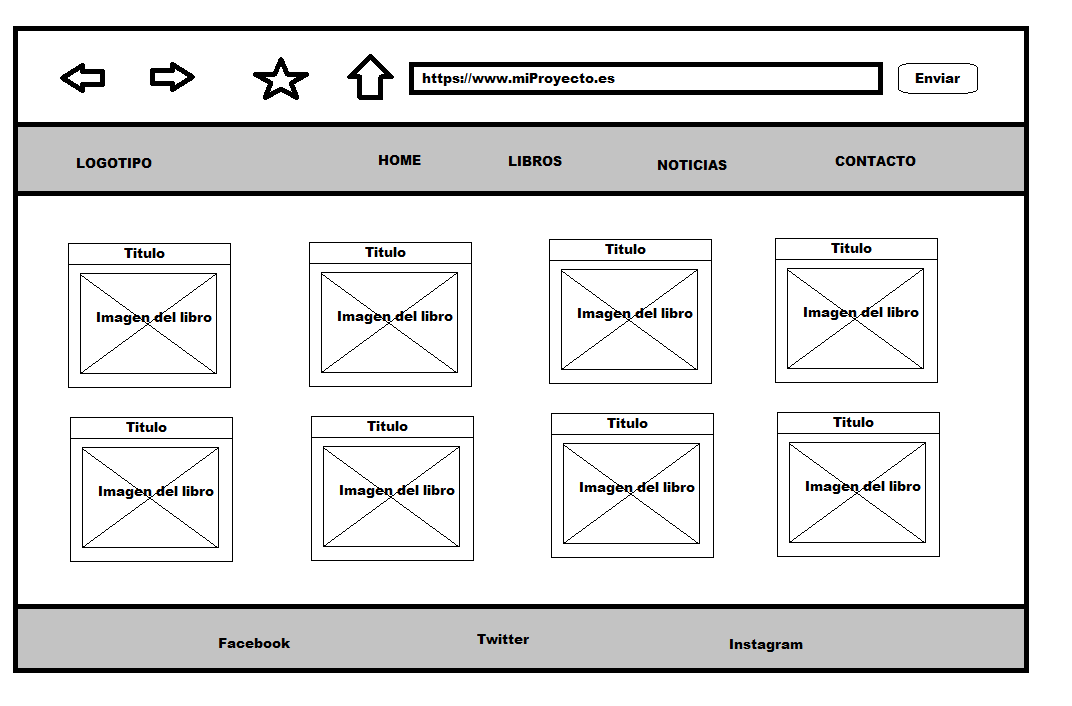 https://www.miProyecto.es
Enviar
LOGOTIPO
HOME
LIBROS
NOTICIAS
CONTACTO
Titulo
Titulo
Titulo
Titulo
Imagen del libro
Imagen del libro
Imagen del libro
Imagen del libro
Titulo
Titulo
Titulo
Titulo
Imagen del libro
Imagen del libro
Imagen del libro
Imagen del libro
Facebook
Twitter
Instagram